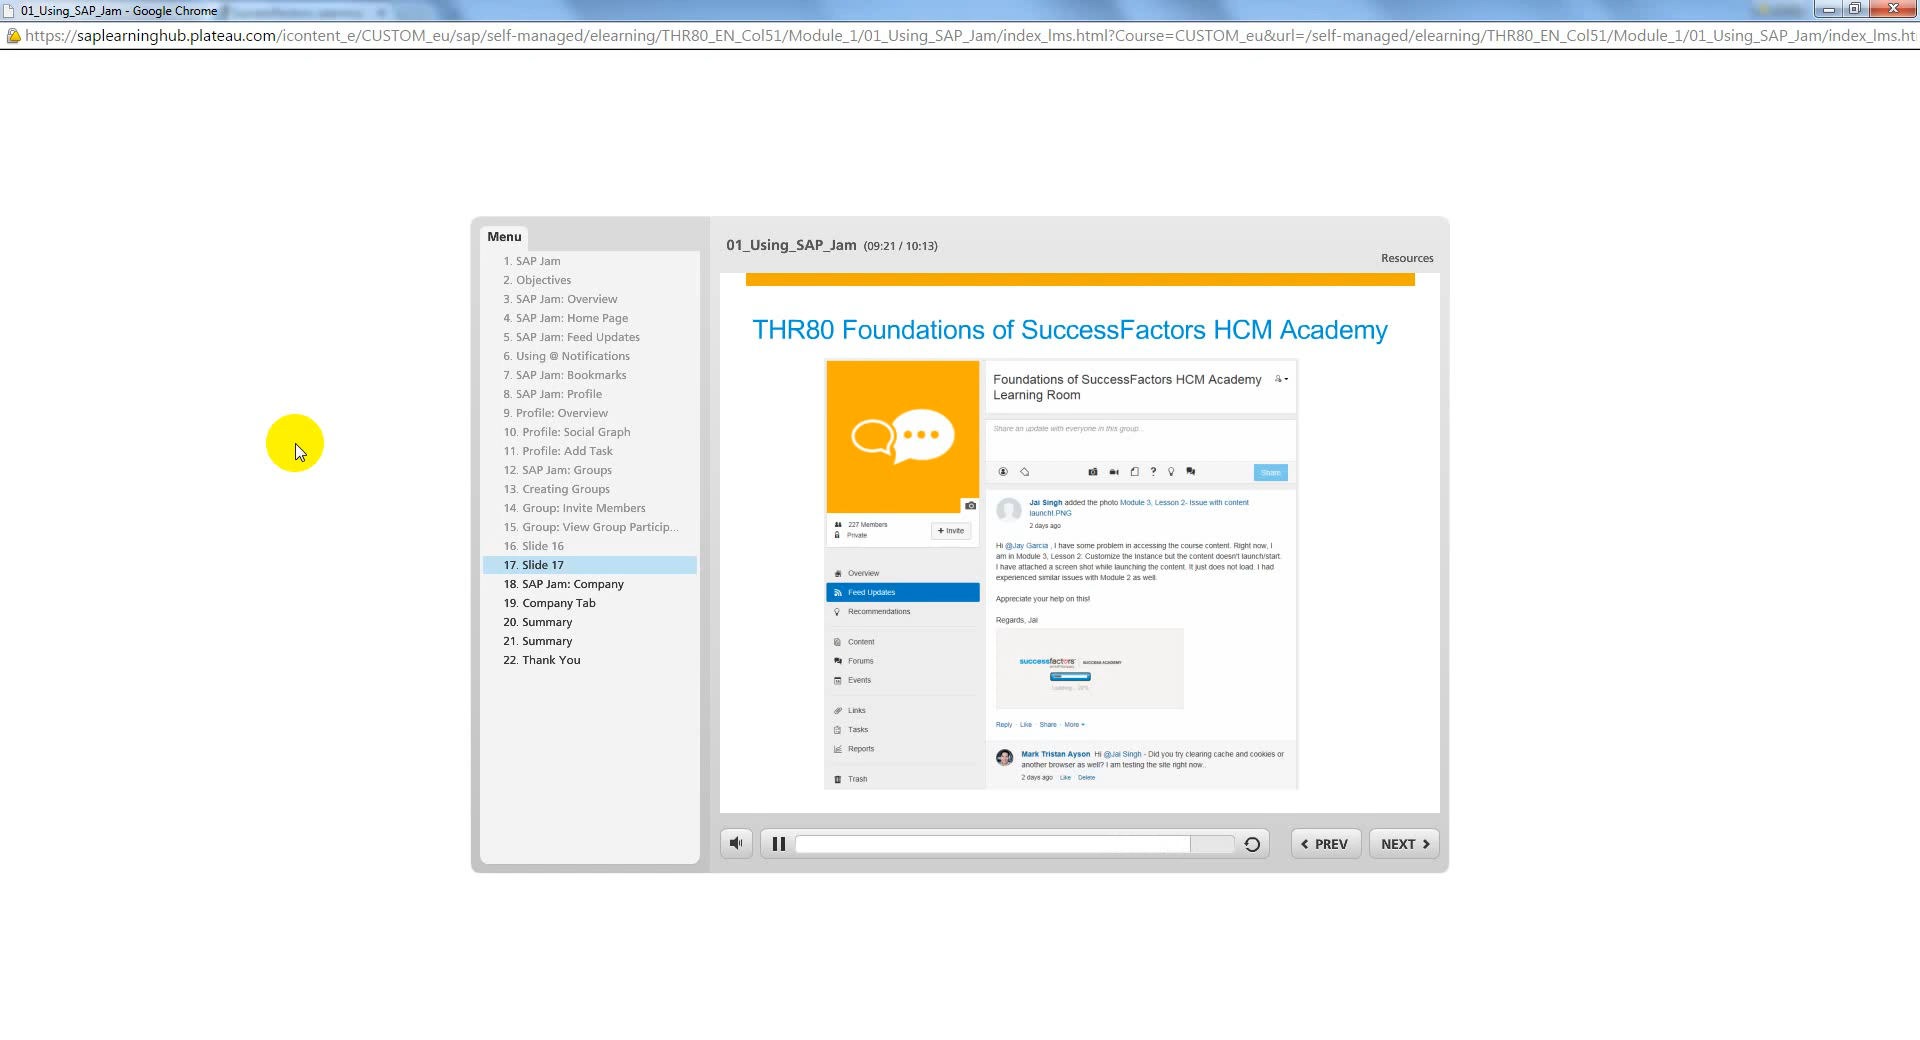 01_Using_SAP_Jam - Google Chrome
https://saplearninghub.plateau.com/icontent_e/CUSTOM_eu/sap/self-managed/elearning/THR80_EN_Col51/Module_1/01_Using_SAP_Jam/index_lms.html?Course=CUSTOM_eu&url=/self-managed/elearning/THR80_EN_Col51/Module_1/01_Using_SAP_Jam/index_lms.ht
Menu
1. SAP Jam
2. Objectives
3. SAP Jam: Overview
4. SAP Jam: Home Page
5. SAP Jam: Feed Updates
6. Using @ Notifications
7. SAP Jam: Bookmarks
8. SAP Jam: Profile
9. Profile: Overview
10. Profile: Social Graph
11. Profile: Add Task
12. SAP Jam: Groups
13. Creating Groups
14. Group: Invite Members
15. Group: View Group Particip...
16. Slide 16
17. Slide 17
18. SAP Jam: Company
19. Company Tab
20. Summary
21. Summary
22. Thank You
01_Using_SAP_Jam (09:21 / 10:13)
Resources
THR80 Foundations of SuccessFactors HCM Academy
227 Members
Private
+ Invite
Overview
Feed Updates
Recommendations
Content
Forums
Events
Links
Tasks
Reports
Trash
Foundations of SuccessFactors HCM Academy
Learning Room
Share an update with everyone in this group...
Share
Jai Singh added the photo Module 3, Lesson 2- Issue with content
launch!.PNG
2 days ago
Hi @Jay Garcia , I have some problem in accessing the course content. Right now, I
am in Module 3, Lesson 2: Customize the Instance but the content doesn't launch/start.
I have attached a screen shot while launching the content. It just does not load. I had
experienced similar issues with Module 2 as well.
Appreciate your help on this!
Regards, Jai
successfactors SUCCESS ACADEMY
Reply · Like · Share · More
Mark Tristan Ayson Hi @Jai Singh - Did you try clearing cache and cookies or
another browser as well? I am testing the site right now..
2 days ago · Like · Delete
PREV
NEXT